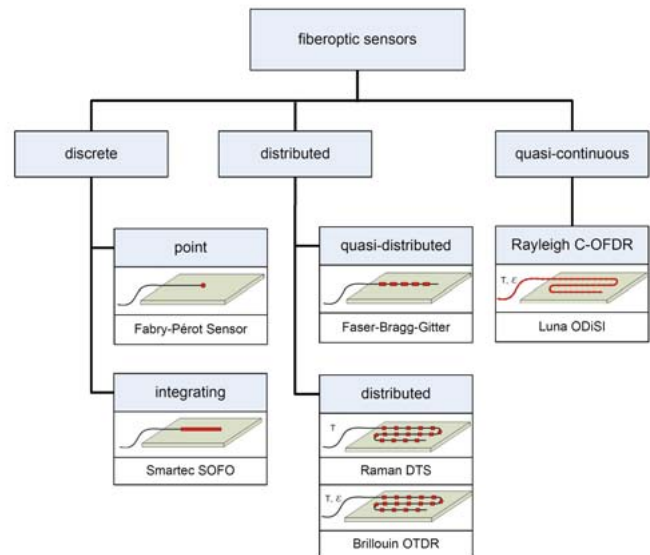 fiberoptic sensors
discrete
distributed
quasi-continuous
point
Fabry-Pérot Sensor
integrating
Smartec SOFO
quasi-distributed
Faser-Bragg-Gitter
distributed
T
Raman DTS
T, ε
Brillouin OTDR
Rayleigh C-OFDR
T, ε
Luna ODiSI